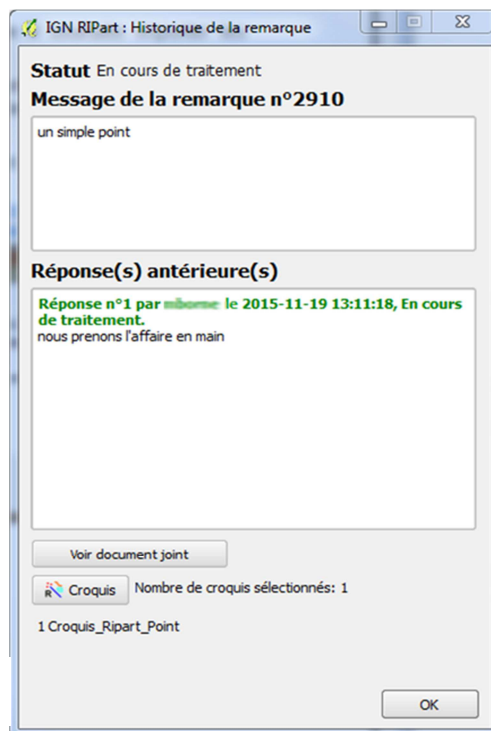 IGN RIPart : Historique de la remarque
Statut En cours de traitement
Message de la remarque n°2910
un simple point
Réponse(s) antérieure(s)
Réponse n°1 par le 2015-11-19 13:11:18, En cours
de traitement.
nous prenons l'affaire en main
Voir document joint
R Croquis Nombre de croquis sélectionnés: 1
1 Croquis_Ripart_Point
OK